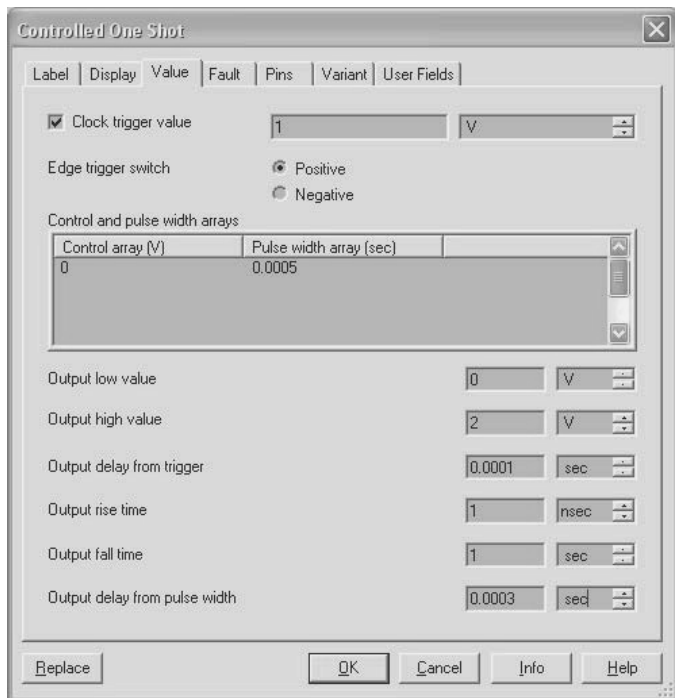 Controlled One Shot
Label Display Value Fault Pins Variant User Fields
Clock trigger value 1 V
Edge trigger switch Positive
Negative
Control and pulse width arrays
Control array (V) Pulse width array (sec)
0 0.0005
Output low value 0 V
Output high value 2 V
Output delay from trigger 0.0001 sec
Output rise time 1 nsec
Output fall time 1 sec
Output delay from pulse width 0.0003 sec
Replace OK Cancel Info Help